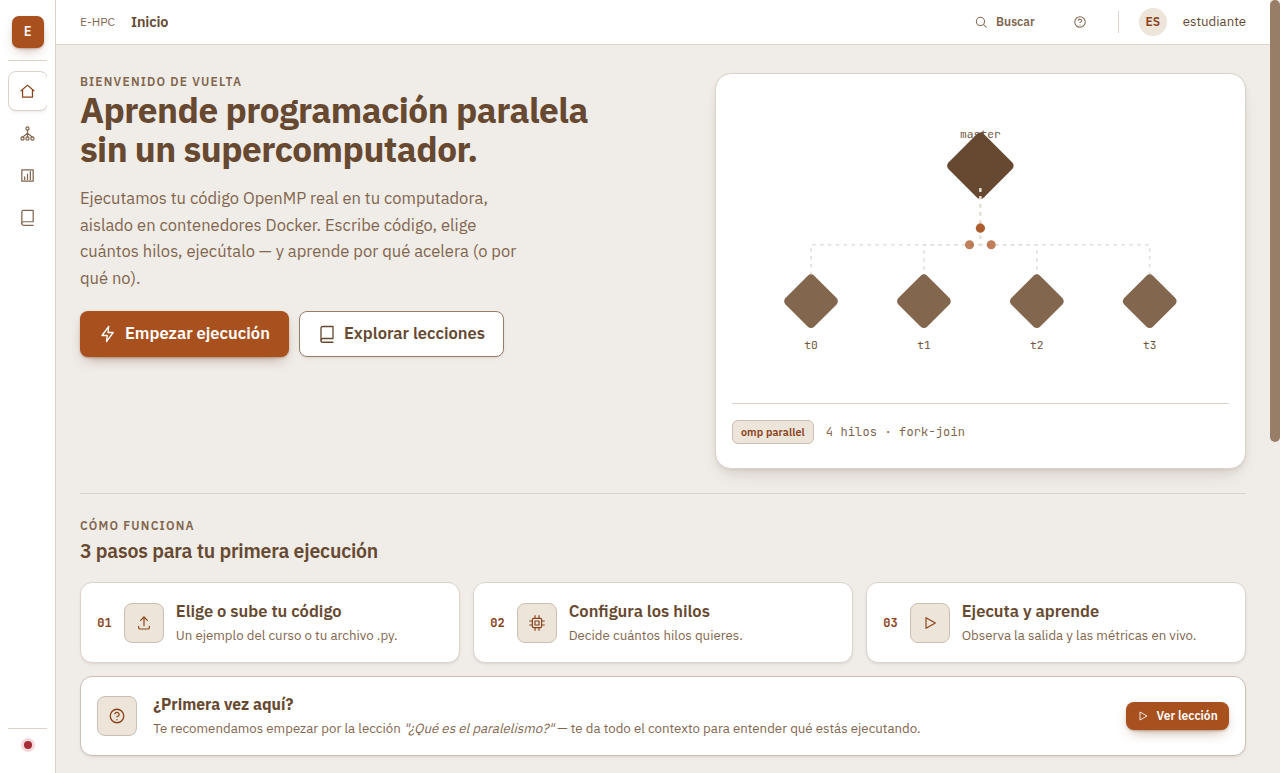 E
E-HPC Inicio
Buscar
ES estudiante
BIENVENIDO DE VUELTA
Aprende programación paralela
sin un supercomputador.
Ejecutamos tu código OpenMP real en tu computadora,
aislado en contenedores Docker. Escribe código, elige
cuántos hilos, ejecútalo — y aprende por qué acelera (o por
qué no).
Empezar ejecución
Explorar lecciones
master
t0 t1 t2 t3
omp parallel 4 hilos · fork-join
CÓMO FUNCIONA
3 pasos para tu primera ejecución
01 Elige o sube tu código
Un ejemplo del curso o tu archivo .py.
02 Configura los hilos
Decide cuántos hilos quieres.
03 Ejecuta y aprende
Observa la salida y las métricas en vivo.
¿Primera vez aquí?
Te recomendamos empezar por la lección "¿Qué es el paralelismo?" — te da todo el contexto para entender qué estás ejecutando.
Ver lección